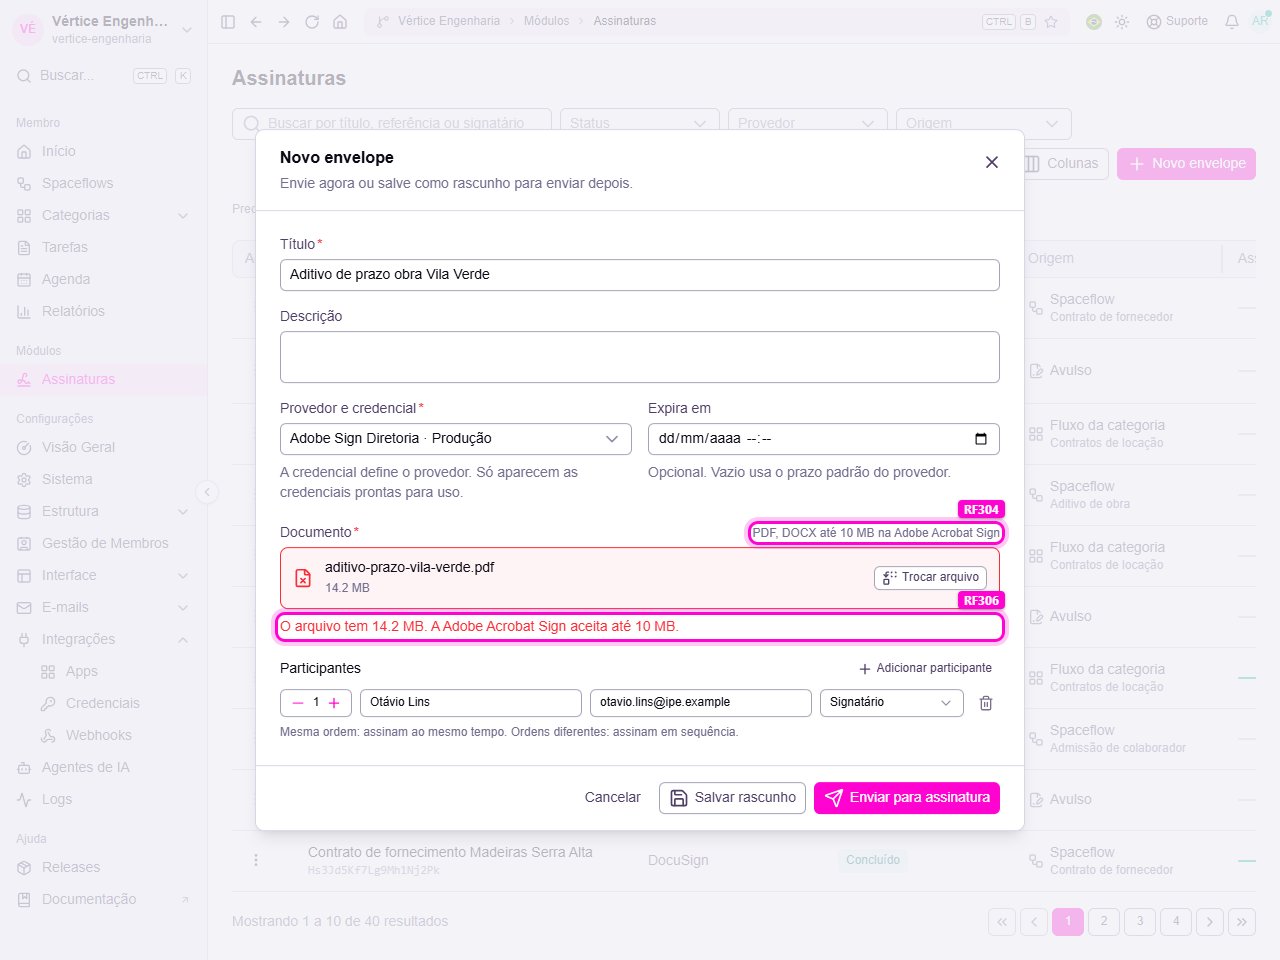 VÉ
Vértice Engenh...
vertice-engenharia
Vértice Engenharia
Módulos
Assinaturas
CTRL
B
Suporte
AR
Buscar...
CTRL
K
Membro
Início
Spaceflows
Categorias
Tarefas
Agenda
Relatórios
Módulos
Assinaturas
Configurações
Visão Geral
Sistema
Estrutura
Gestão de Membros
Interface
E-mails
Integrações
Apps
Credenciais
Webhooks
Agentes de IA
Logs
Ajuda
Releases
Documentação
Assinaturas
Buscar por título, referência ou signatário
Status
Provedor
Origem
Colunas
Novo envelope
Novo envelope
Envie agora ou salve como rascunho para enviar depois.
Título*
Aditivo de prazo obra Vila Verde
Descrição
Provedor e credencial*
Adobe Sign Diretoria · Produção
A credencial define o provedor. Só aparecem as
credenciais prontas para uso.
Expira em
dd/mm/aaaa --:--
Opcional. Vazio usa o prazo padrão do provedor.
RF304
Documento*
PDF, DOCX até 10 MB na Adobe Acrobat Sign
aditivo-prazo-vila-verde.pdf
14.2 MB
Trocar arquivo
RF306
O arquivo tem 14.2 MB. A Adobe Acrobat Sign aceita até 10 MB.
Participantes
Adicionar participante
1
Otávio Lins
otavio.lins@ipe.example
Signatário
Mesma ordem: assinam ao mesmo tempo. Ordens diferentes: assinam em sequência.
Cancelar
Salvar rascunho
Enviar para assinatura
Origem
Spaceflow
Contrato de fornecedor
Avulso
Fluxo da categoria
Contratos de locação
Spaceflow
Aditivo de obra
Fluxo da categoria
Contratos de locação
Avulso
Fluxo da categoria
Contratos de locação
Spaceflow
Admissão de colaborador
Avulso
Contrato de fornecimento Madeiras Serra Alta
Hs3Jd5Kf7Lg9Mh1Nj2Pk
DocuSign
Concluído
Spaceflow
Contrato de fornecedor
Mostrando 1 a 10 de 40 resultados
1
2
3
4